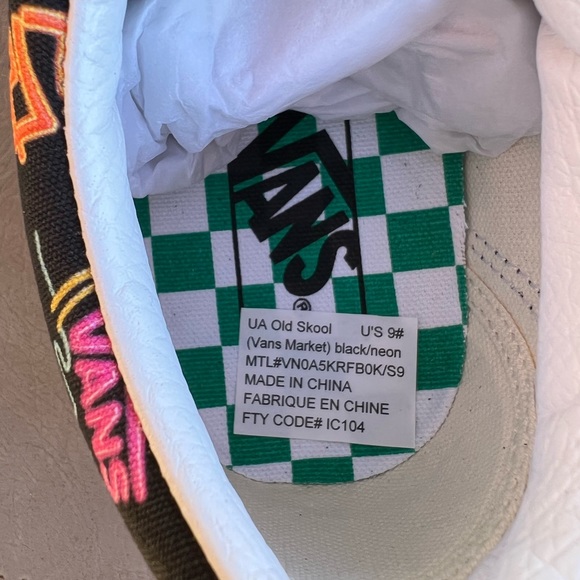 VANS
®
UA Old Skool U'S 9#
(Vans Market) black/neon
MTL#VN0A5KRFB0K/S9
MADE IN CHINA
FABRIQUE EN CHINE
FTY CODE# IC104
VANS